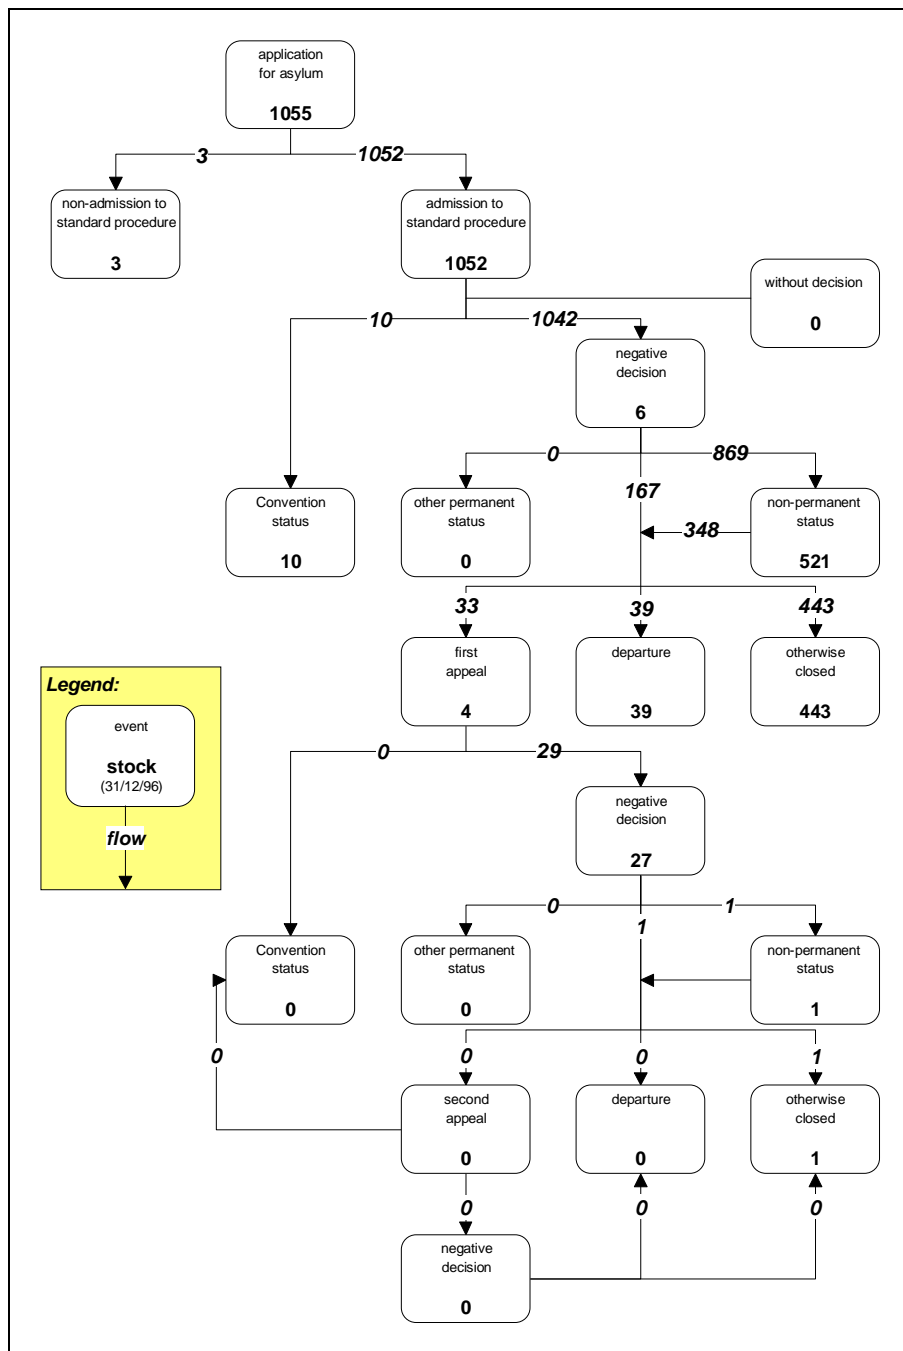 application
for asylum
1055
3
1052
non-admission to
standard procedure
3
admission to
standard procedure
1052
without decision
0
10
1042
negative
decision
6
0
869
167
Convention
status
10
other permanent
status
0
348
non-permanent
status
521
33
39
443
first
appeal
4
departure
39
otherwise
closed
443
Legend:
event
stock
(31/12/96)
flow
0
29
negative
decision
27
0
1
1
Convention
status
0
other permanent
status
0
non-permanent
status
1
0
0
0
1
second
appeal
0
departure
0
otherwise
closed
1
0
0
0
negative
decision
0